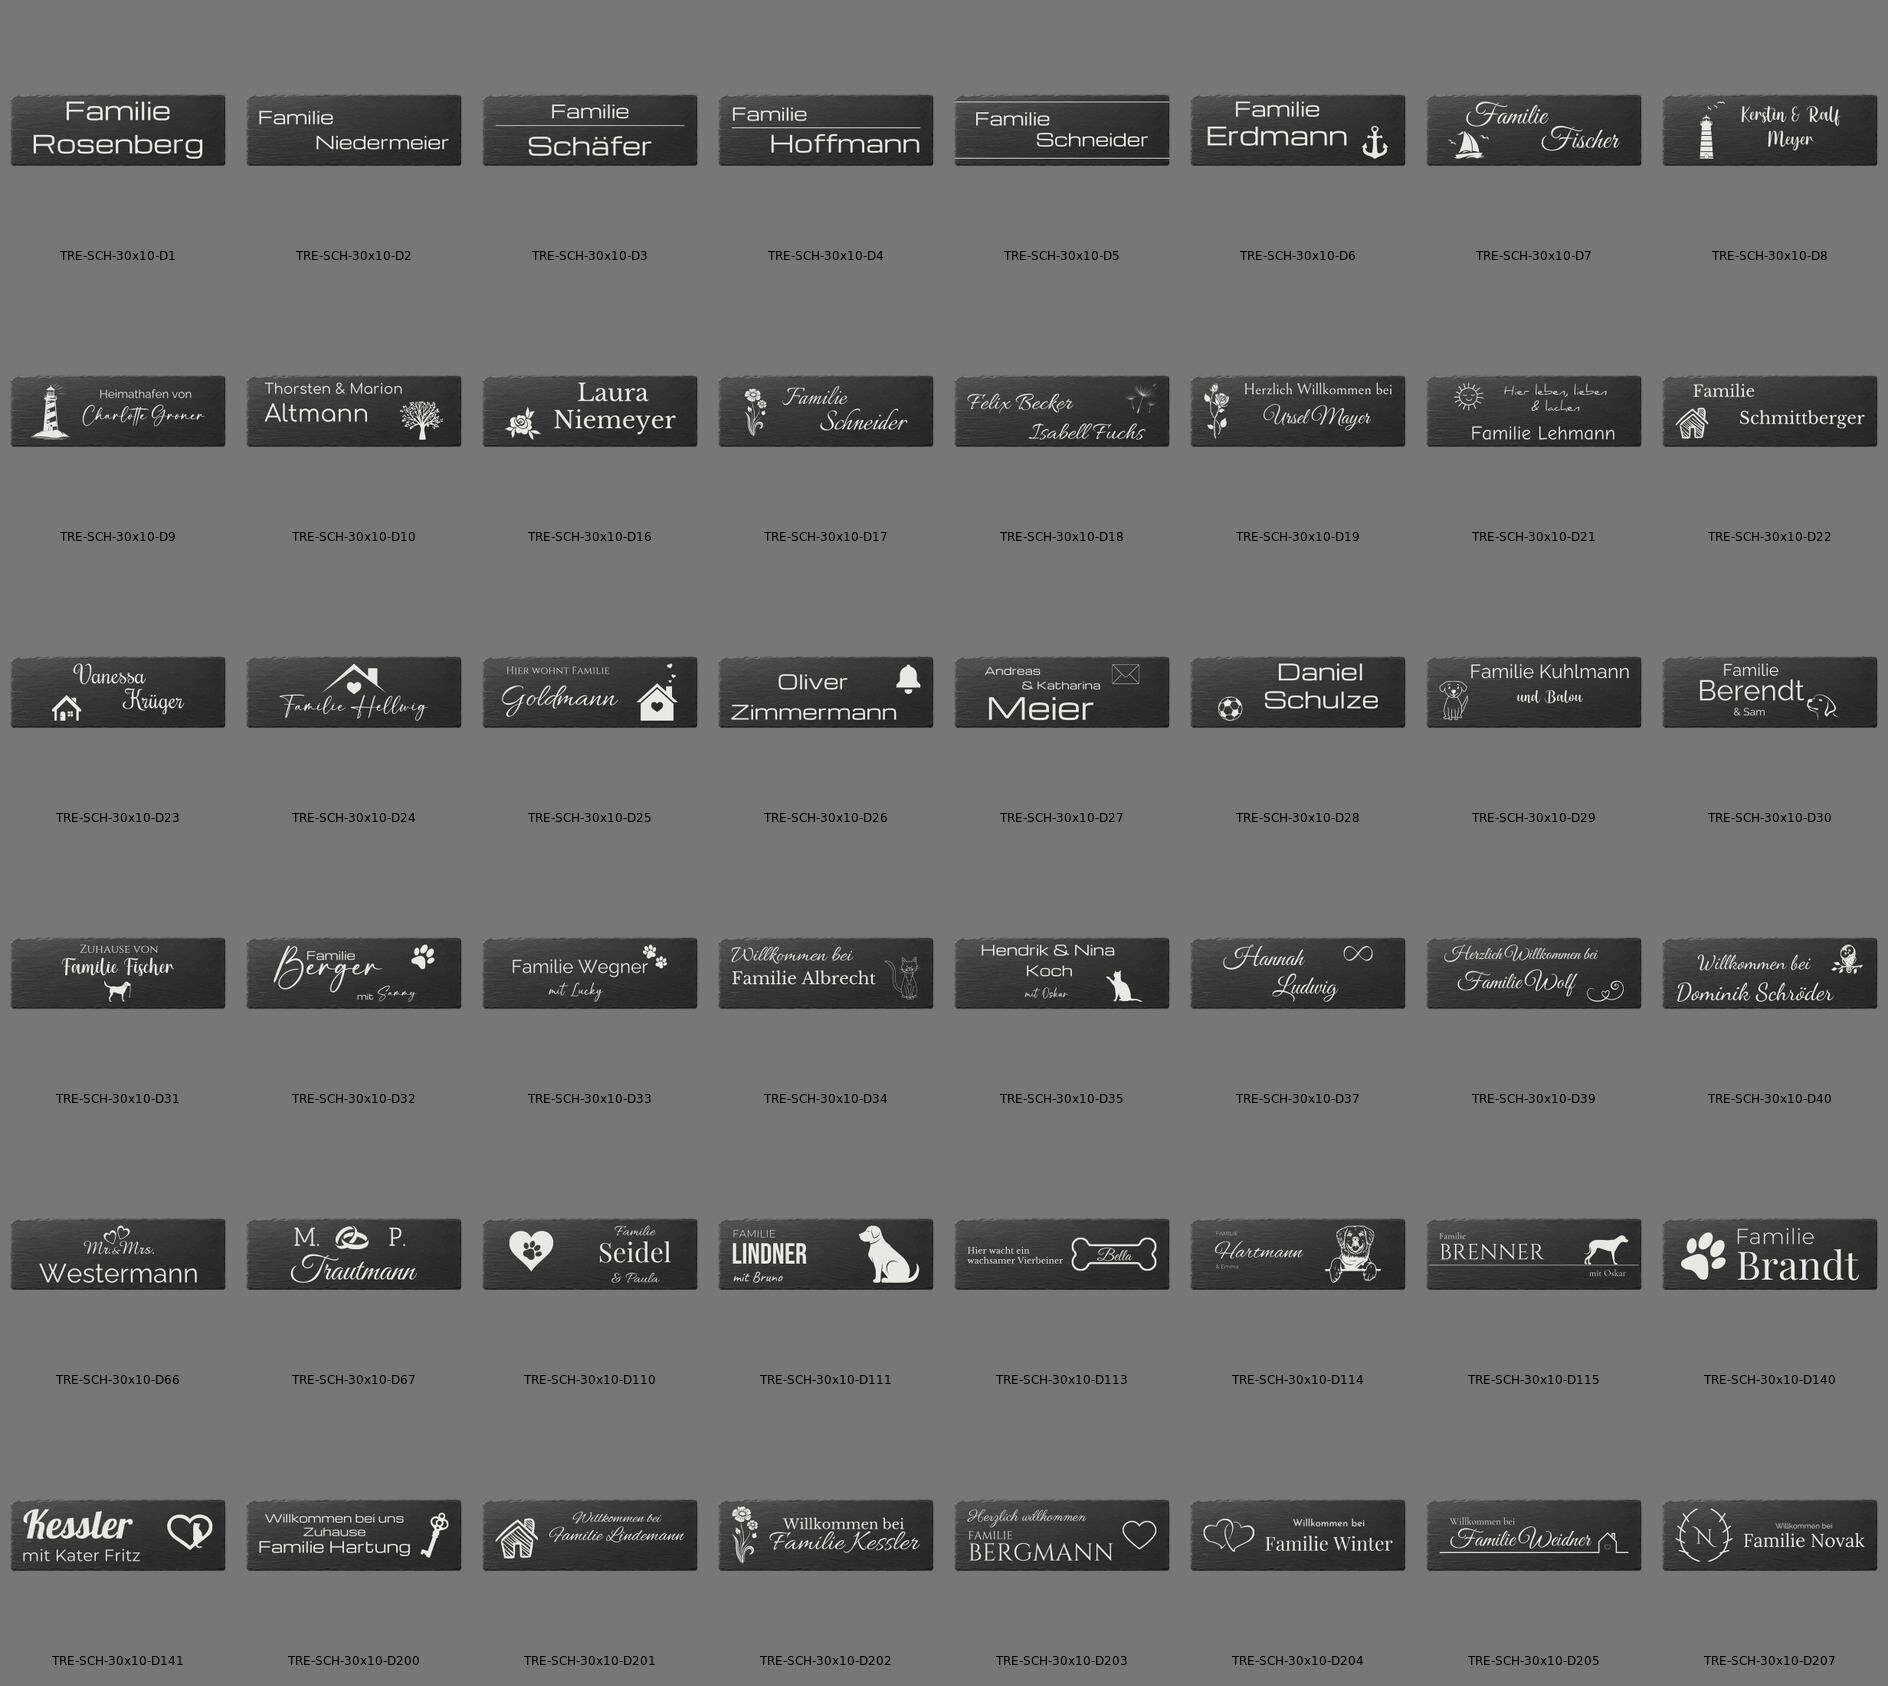 Familie
Rosenberg
TRE-SCH-30x10-D1
Familie
Niedermeier
TRE-SCH-30x10-D2
Familie
Schäfer
TRE-SCH-30x10-D3
Familie
Hoffmann
TRE-SCH-30x10-D4
Familie
Schneider
TRE-SCH-30x10-D5
Familie
Erdmann
TRE-SCH-30x10-D6
Familie
Fischer
TRE-SCH-30x10-D7
Kerstin & Ralf
Meyer
TRE-SCH-30x10-D8
Heimathafen von
Charlotte Groner
TRE-SCH-30x10-D9
Thorsten & Marion
Altmann
TRE-SCH-30x10-D10
Laura
Niemeyer
TRE-SCH-30x10-D16
Familie
Schneider
TRE-SCH-30x10-D17
Felix Becker
Isabell Fuchs
TRE-SCH-30x10-D18
Herzlich Willkommen bei
Ursel Mayer
TRE-SCH-30x10-D19
Hier leben, lieben
& lachen
Familie Lehmann
TRE-SCH-30x10-D21
Familie
Schmittberger
TRE-SCH-30x10-D22
Vanessa
Krüger
TRE-SCH-30x10-D23
Familie Hellwig
TRE-SCH-30x10-D24
HIER WOHNT FAMILIE
Goldmann
TRE-SCH-30x10-D25
Oliver
Zimmermann
TRE-SCH-30x10-D26
Andreas
& Katharina
Meier
TRE-SCH-30x10-D27
Daniel
Schulze
TRE-SCH-30x10-D28
Familie Kuhlmann
und Balou
TRE-SCH-30x10-D29
Familie
Berendt
& Sam
TRE-SCH-30x10-D30
ZUHAUSE VON
Familie Fischer
TRE-SCH-30x10-D31
Familie
Berger
mit Sammy
TRE-SCH-30x10-D32
Familie Wegner
mit Lucky
TRE-SCH-30x10-D33
Willkommen bei
Familie Albrecht
TRE-SCH-30x10-D34
Hendrik & Nina
Koch
mit Oskar
TRE-SCH-30x10-D35
Hannah
Ludwig
TRE-SCH-30x10-D37
Herzlich Willkommen bei
Familie Wolf
TRE-SCH-30x10-D39
Willkommen bei
Dominik Schröder
TRE-SCH-30x10-D40
Mr. & Mrs.
Westermann
TRE-SCH-30x10-D66
M. P.
Trautmann
TRE-SCH-30x10-D67
Familie
Seidel
& Paula
TRE-SCH-30x10-D110
FAMILIE
LINDNER
mit Bruno
TRE-SCH-30x10-D111
Hier wacht ein
wachsamer Vierbeiner
Bella
TRE-SCH-30x10-D113
FAMILIE
Hartmann
& Emma
TRE-SCH-30x10-D114
Familie
BRENNER
mit Oskar
TRE-SCH-30x10-D115
Familie
Brandt
TRE-SCH-30x10-D140
Kessler
mit Kater Fritz
TRE-SCH-30x10-D141
Willkommen bei uns
Zuhause
Familie Hartung
TRE-SCH-30x10-D200
Willkommen bei
Familie Lindemann
TRE-SCH-30x10-D201
Willkommen bei
Familie Kessler
TRE-SCH-30x10-D202
Herzlich willkommen
FAMILIE
BERGMANN
TRE-SCH-30x10-D203
Willkommen bei
Familie Winter
TRE-SCH-30x10-D204
Willkommen bei
Familie Weidner
TRE-SCH-30x10-D205
N
Willkommen bei
Familie Novak
TRE-SCH-30x10-D207